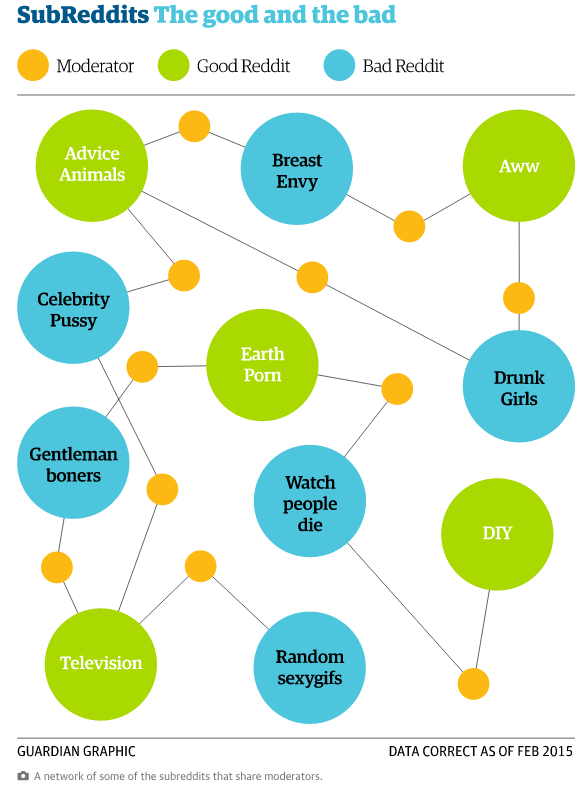 SubReddits The good and the bad
Moderator Good Reddit Bad Reddit
Advice
Animals
Breast
Envy
Aww
Celebrity
Pussy
Earth
Porn
Drunk
Girls
Gentleman
boners
Watch
people
die
DIY
Television
Random
sexygifs
GUARDIAN GRAPHIC DATA CORRECT AS OF FEB 2015
A network of some of the subreddits that share moderators.